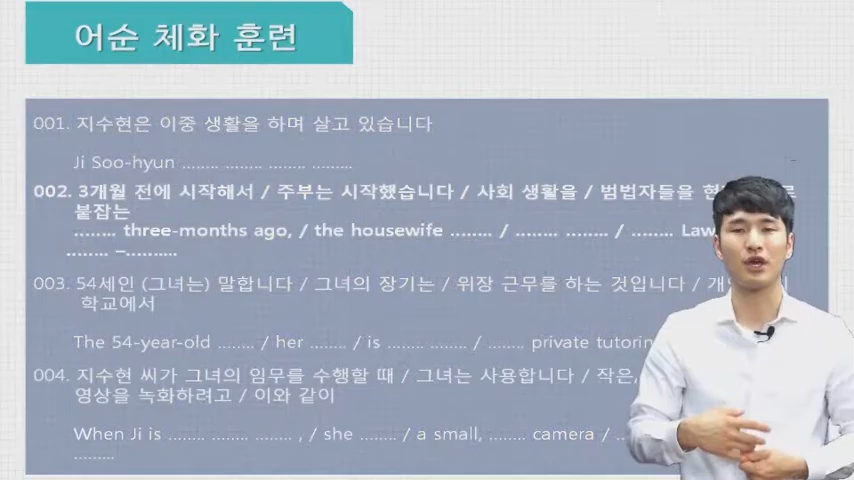 어순 체화 훈련
001. 지수현은 이중 생활을 하며 살고 있습니다
Ji Soo-hyun ........ ........ ........ .........
002. 3개월 전에 시작해서 / 주부는 시작했습니다 / 사회 생활을 / 범법자들을
붙잡는
........ three-months ago, / the housewife ........ / ........ ........ / ........ Law
........ –.........
003. 54세인 (그녀는) 말합니다 / 그녀의 장기는 / 위장 근무를 하는 것입니다 /
학교에서
The 54-year-old ........ / her ........ / is ........ ........ / ........ private
004. 지수현 씨가 그녀의 임무를 수행할 때 / 그녀는 사용합니다 / 작은,
영상을 녹화하려고 / 이와 같이
When Ji is ........ ........ ........ , / she ........ / a small, ........ camera /
.........